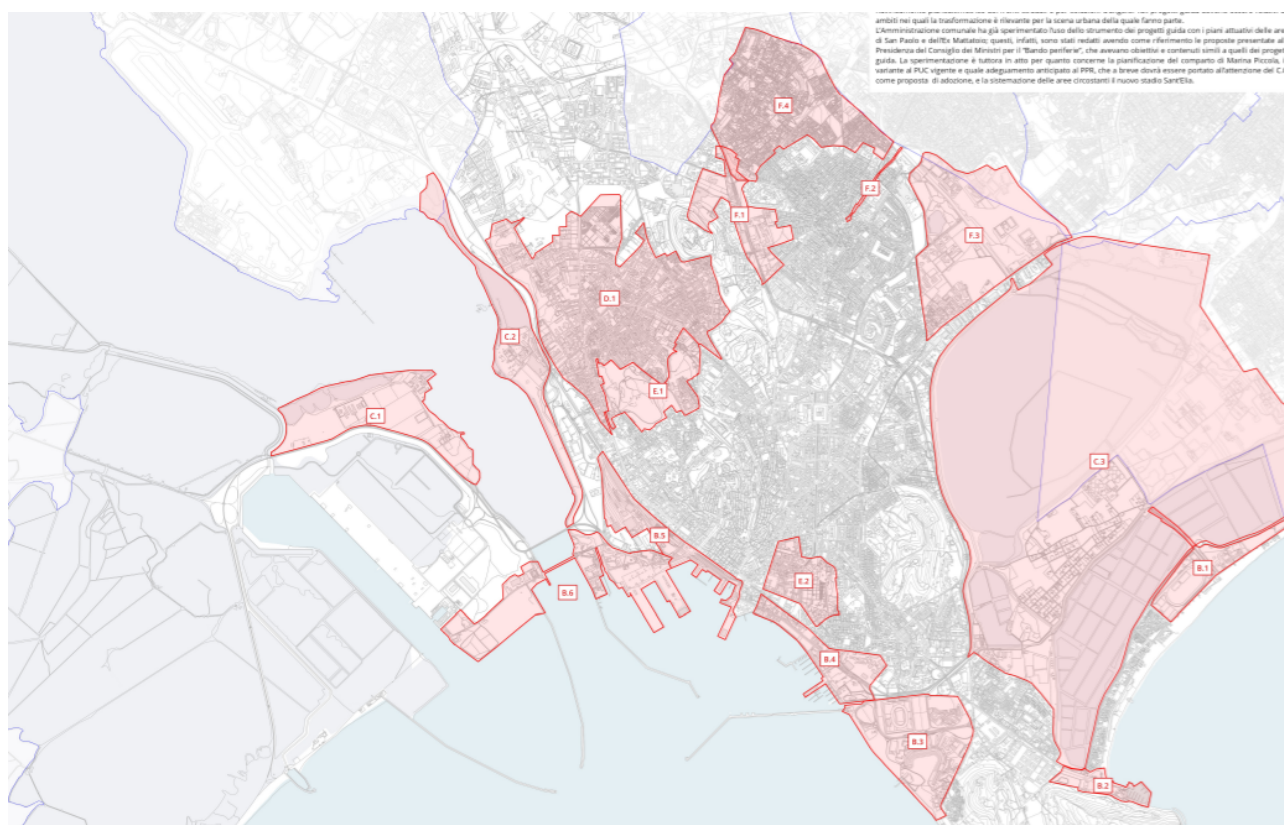 ambiti nei quali la trasformazione è rilevante per la scena urbana della quale fanno parte.
L'Amministrazione comunale ha già sperimentato l'uso dello strumento dei progetti guida con i piani attuativi delle are
di San Paolo e dell'Ex Mattatoio; questi, infatti, sono stati redatti avendo come riferimento le proposte presentate al
Presidenza del Consiglio dei Ministri per il "Bando periferie", che avevano obiettivi e contenuti simili a quelli dei proget
guida. La sperimentazione è tuttora in atto per quanto concerne la pianificazione del comparto di Marina Piccola, i
variante al PUC vigente e quale adeguamento anticipato al PPR, che a breve dovrà essere portato all'attenzione del C.
come proposta di adozione, e la sistemazione delle aree circostanti il nuovo stadio Sant'Elia.
F.4
F.2
F.1
F.3
D.1
C.2
E.1
C.1
C.3
B.5
B.1
E.2
B.6
B.4
B.3
B.2